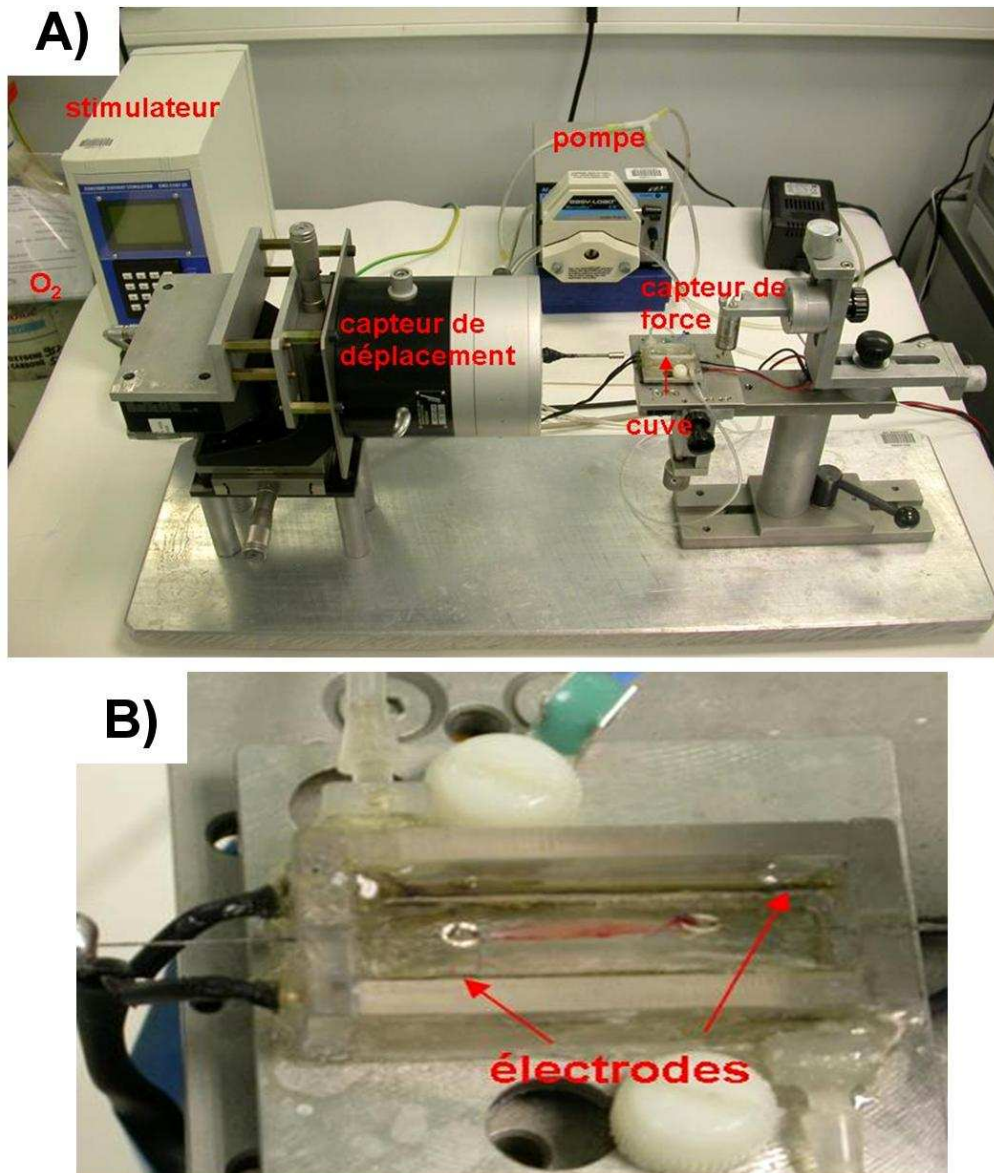 A)
stimulateur
pompe
O2
capteur de
déplacement
capteur de
force
cuve
B)
électrodes